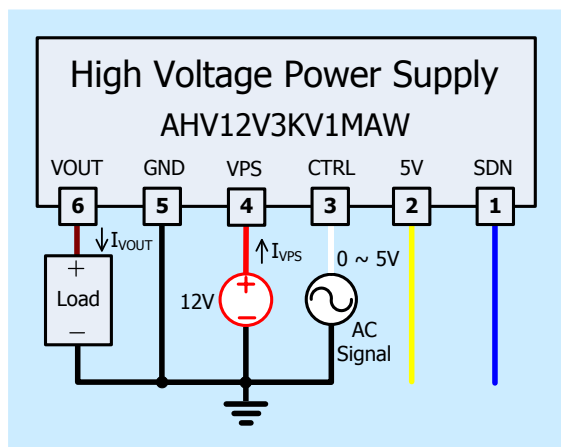 High Voltage Power Supply
AHV12V3KV1MAW
VOUT GND VPS CTRL 5V SDN
6 5 4 3 2 1
IVOUT IVPS 0 ~ 5V
+ +
Load 12V
− −
AC
Signal